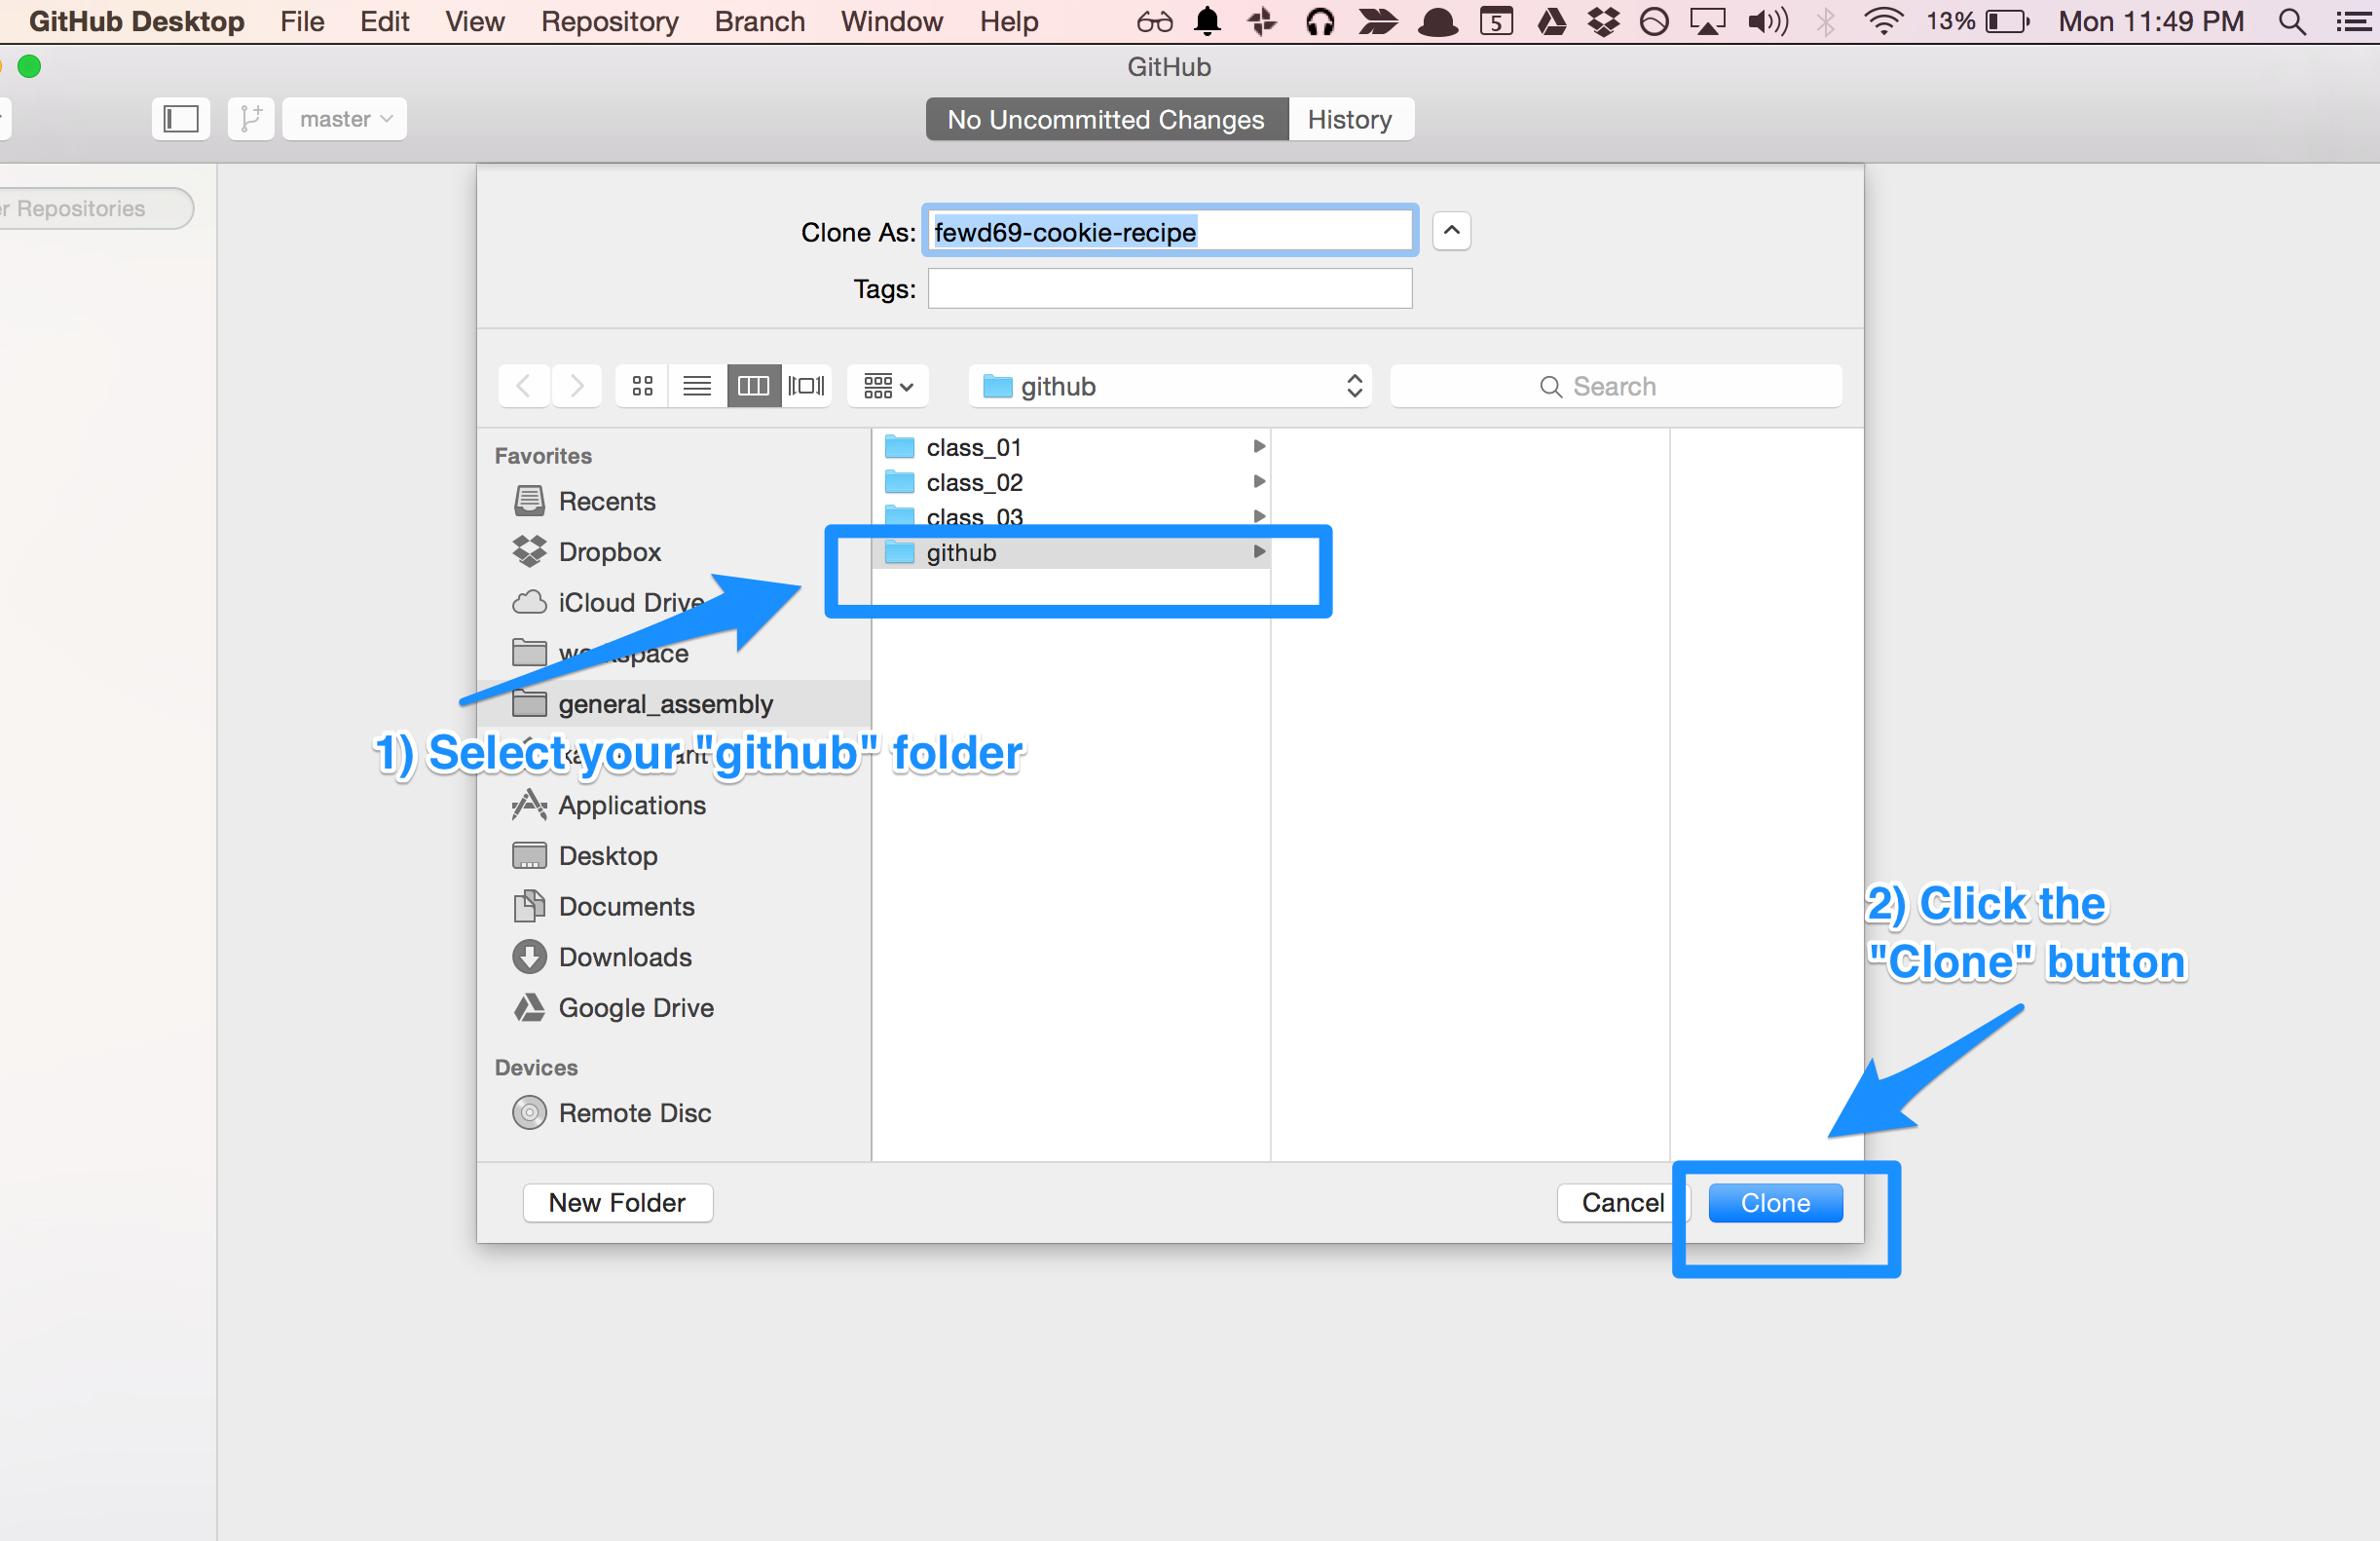 GitHub Desktop File Edit View Repository Branch Window Help 5 13% Mon 11:49 PM
GitHub
master No Uncommitted Changes History
Repositories
Clone As: fewd69-cookie-recipe
Tags:
github Search
Favorites
Recents
Dropbox
iCloud Drive
workspace
general_assembly
Applications
Desktop
Documents
Downloads
Google Drive
Devices
Remote Disc
class_01
class_02
class_03
github
1) Select your "github" folder
2) Click the
"Clone" button
New Folder Cancel Clone